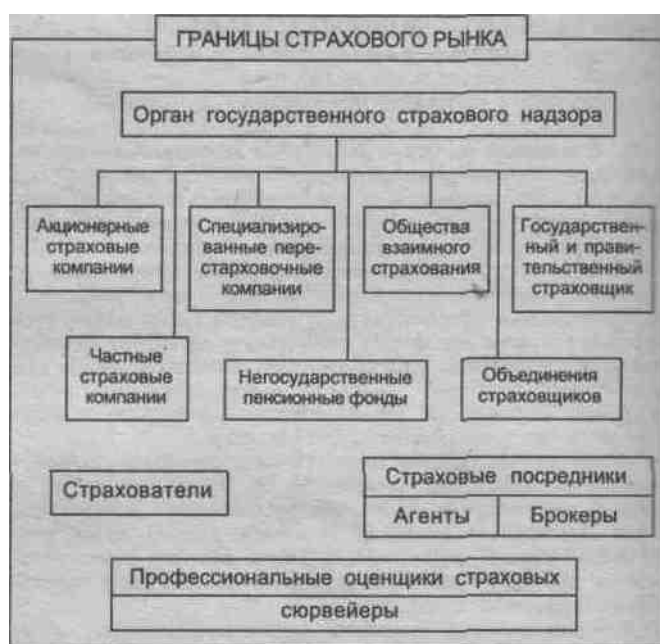 ГРАНИЦЫ СТРАХОВОГО РЫНКА
Орган государственного страхового надзора
Акционерные
страховые
компании
Специализиро-
ванные пере-
старховочные
компании
Общества
взаимного
страхования
Государствен-
ный и прави-
тельственный
страховщик
Частные
страховые
компании
Негосударственные
пенсионные фонды
Объединения
страховщиков
Страхователи
Страховые посредники
Агенты
Брокеры
Профессиональные оценщики страховых
сюрвейеры